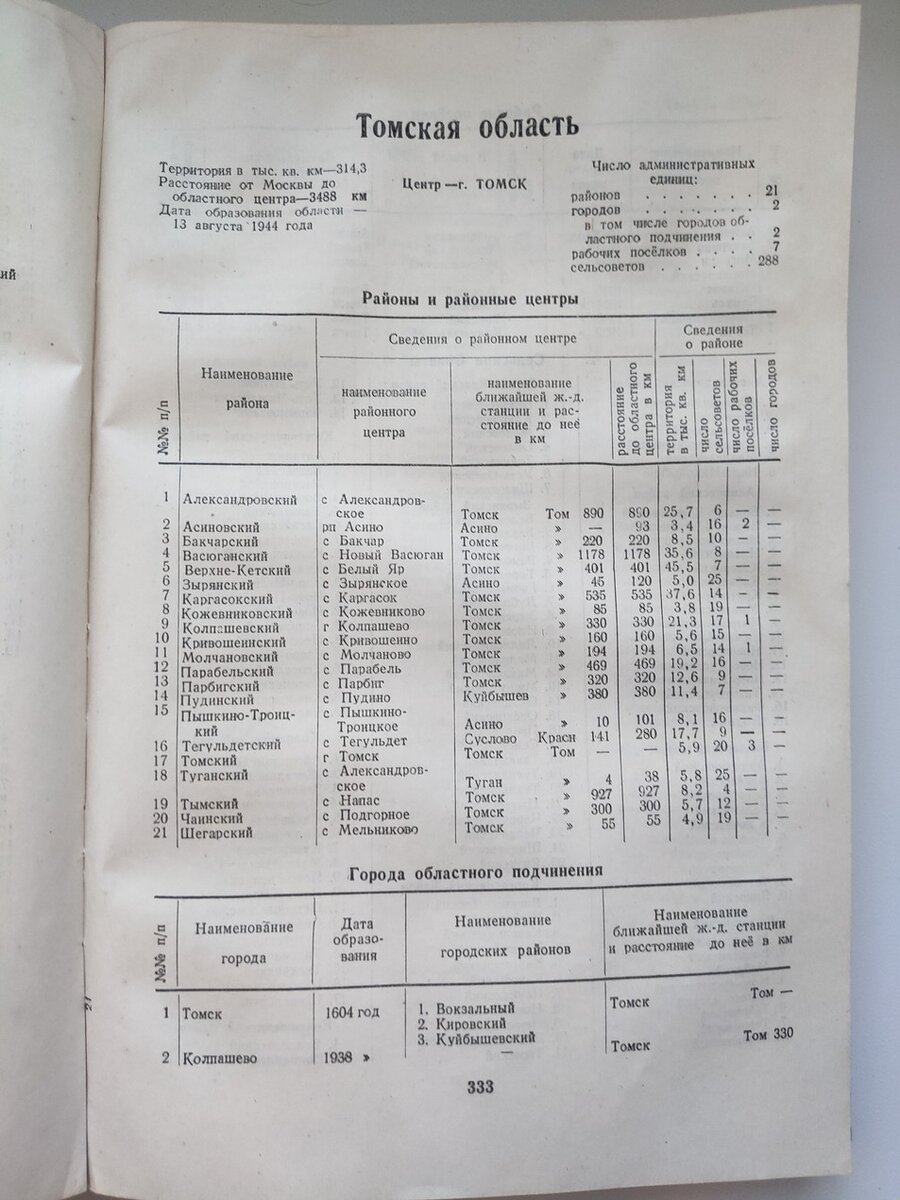 ий
Томская область
Территория в тыс. кв. км—314,3
Расстояние от Москвы до
областного центра—3488 км
Дата образования области —
13 августа 1944 года
Центр—г. ТОМСК
Число административных
единиц:
районов . . . . . . . 21
городов . . . . . . . 2
в том числе городов об-
ластного подчинения . . 2
рабочих посёлков . . . . 7
сельсоветов . . . . . . 288
Районы и районные центры
№№ п/п
Наименование
района
Сведения о районном центре
наименование
районного
центра
наименование
ближайшей ж.-д.
станции и рас-
стояние до неё
в км
расстояние
до областного
центра в км
Сведения
о районе
территория
в тыс. кв. км
число
сельсоветов
число рабочих
посёлков
число городов
1 Александровский с Александров-
ское Томск Том 890 890 25,7 6 — —
2 Асиновский рп Асино Асино » — 93 3,4 16 2 —
3 Бакчарский с Бакчар Томск » 220 220 8,5 10 — —
4 Васюганский с Новый Васюган Томск » 1178 1178 35,6 8 — —
5 Верхне-Кетский с Белый Яр Томск » 401 401 45,5 7 — —
6 Зырянский с Зырянское Асино » 45 120 5,0 25 — —
7 Каргасокский с Каргасок Томск » 535 535 37,6 14 — —
8 Кожевниковский с Кожевниково Томск » 85 85 3,8 19 — —
9 Колпашевский г Колпашево Томск » 330 330 21,3 17 1 —
10 Кривошеинский с Кривошеино Томск » 160 160 5,6 15 — —
11 Молчановский с Молчаново Томск » 194 194 6,5 14 1 —
12 Парабельский с Парабель Томск » 469 469 19,2 16 — —
13 Парбигский с Парбиг Томск » 320 320 12,6 9 — —
14 Пудинский с Пудино Куйбышев » 380 380 11,4 7 — —
15 Пышкино-Троиц-
кий с Пышкино-
Троицкое Асино » 10 101 8,1 16 — —
16 Тегульдетский с Тегульдет Суслово Красн 141 280 17,7 9 — —
17 Томский г Томск Томск Том — — 5,9 20 3 —
18 Туганский с Александров-
ское Туган » 4 38 5,8 25 — —
19 Тымский с Напас Томск » 927 927 8,2 4 — —
20 Чаинский с Подгорное Томск » 300 300 5,7 12 — —
21 Шегарский с Мельниково Томск » 55 55 4,9 19 — —
Города областного подчинения
№№ п/п
Наименование
города
Дата
образо-
вания
Наименование
городских районов
Наименование
ближайшей ж.-д. станции
и расстояние до неё в км
1 Томск 1604 год 1. Вокзальный Томск Том —
2. Кировский
3. Куйбышевский
2 Колпашево 1938 » — Томск Том 330
333